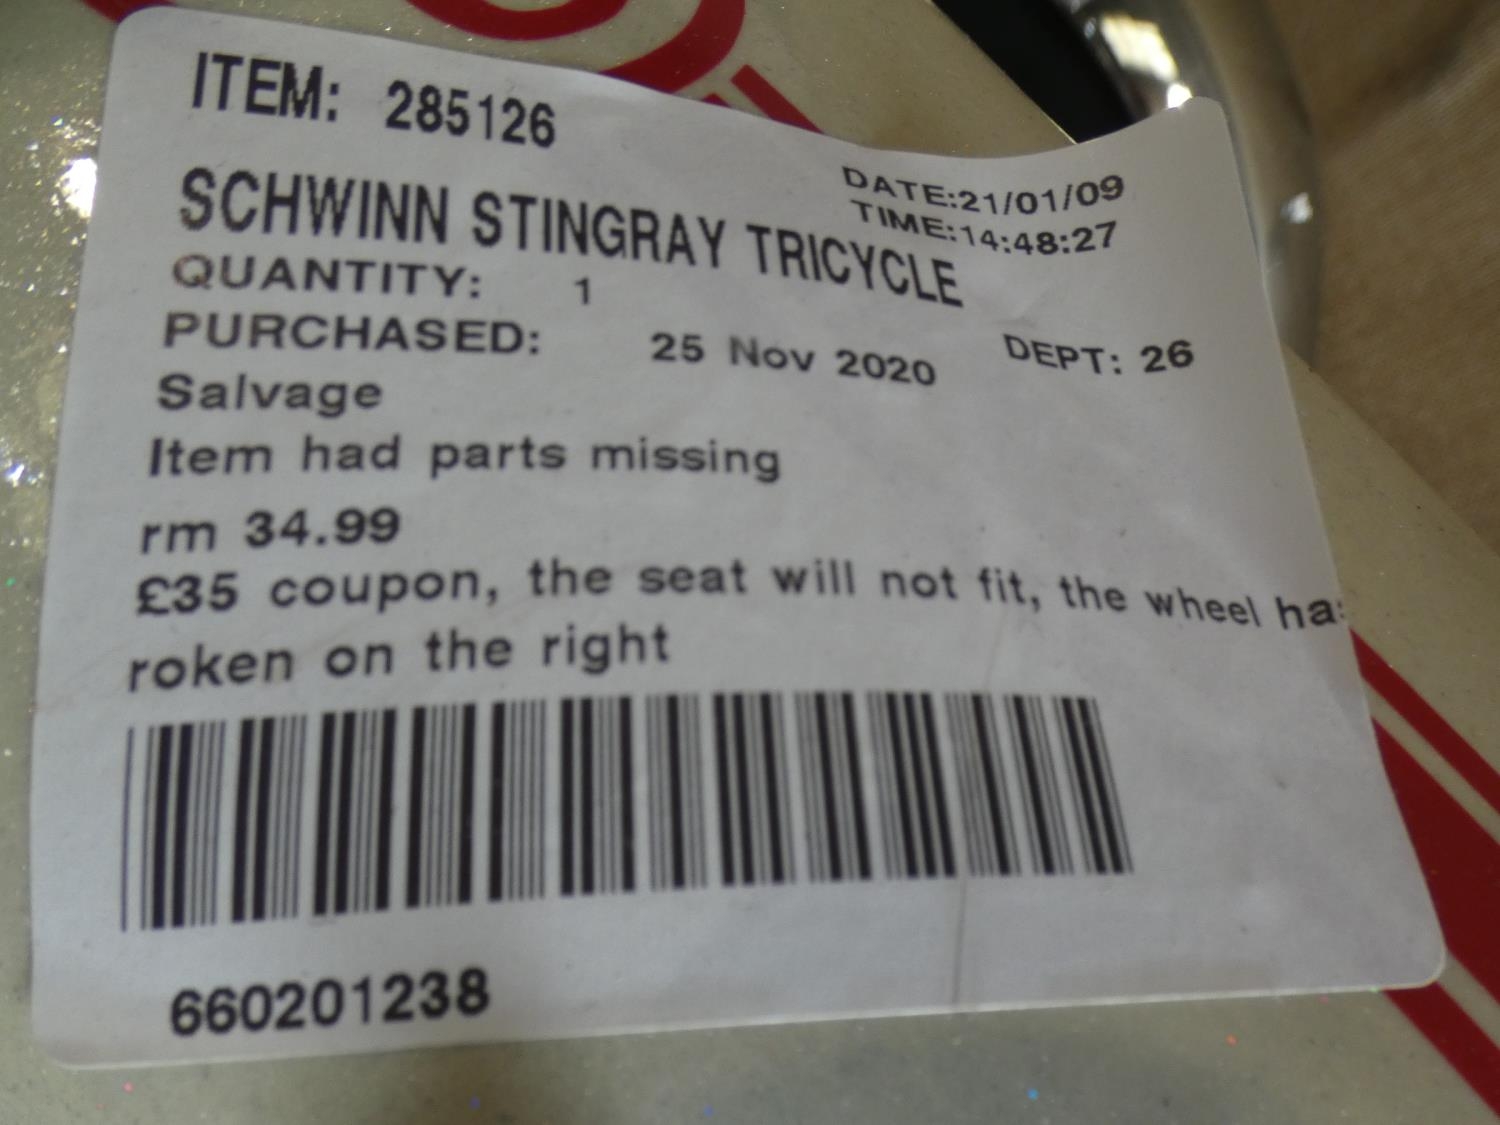 ITEM: 285126
DATE:21/01/09
TIME:14:48:27
SCHWINN STINGRAY TRICYCLE
QUANTITY: 1
PURCHASED: 25 Nov 2020 DEPT: 26
Salvage
Item had parts missing
rm 34.99
£35 coupon, the seat will not fit, the wheel ha
roken on the right
660201238